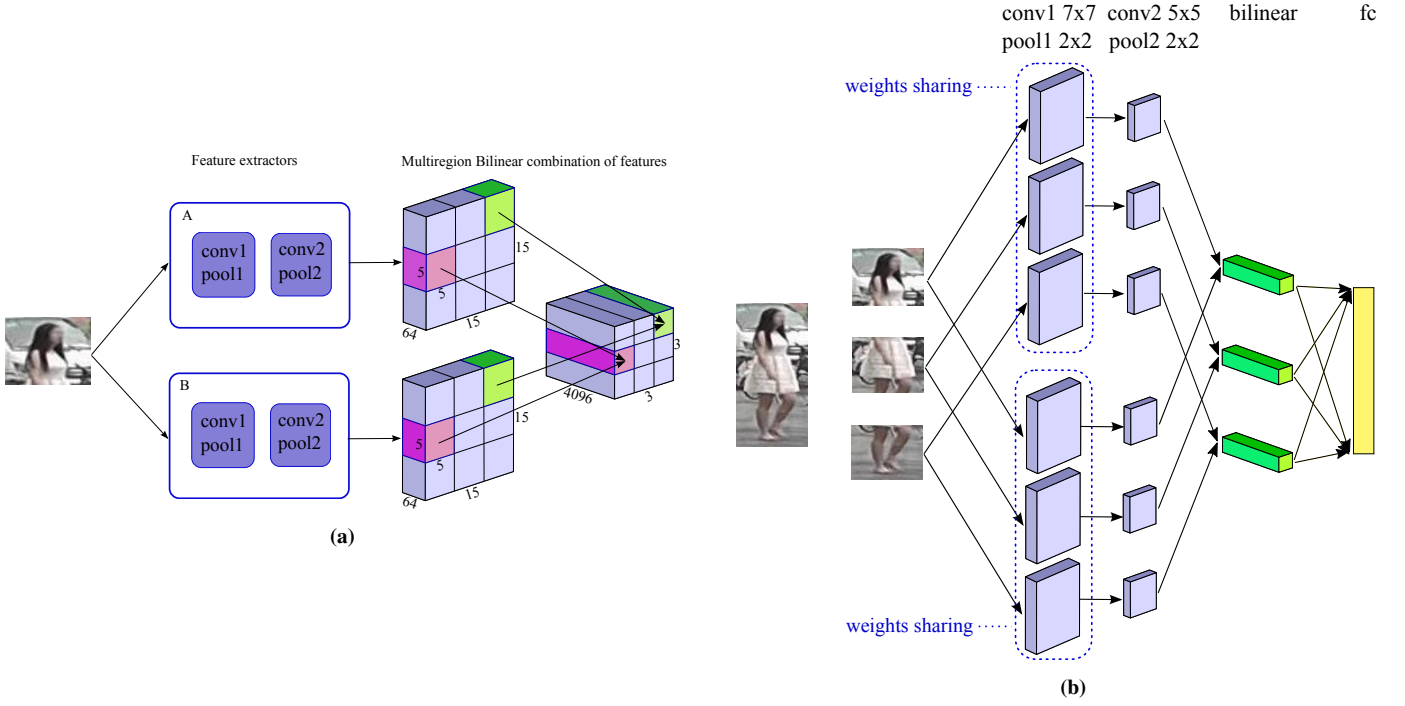 Feature extractors
Multiregion Bilinear combination of features
A
conv1
pool1
conv2
pool2
5
5
15
15
64
B
conv1
pool1
conv2
pool2
5
5
15
15
64
3
3
4096
(a)
conv1 7x7
pool1 2x2
conv2 5x5
pool2 2x2
bilinear
fc
weights sharing
weights sharing
(b)